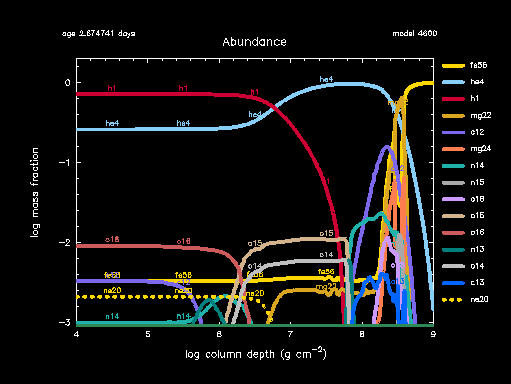 age 2.674741 days
model 4600
Abundance
log mass fraction
0
−1
−2
−3
4
5
6
7
8
9
log column depth (g cm−2)
h1
h1
h1
he4
he4
he4
he4
o16
o16
o15
o15
o14
o14
fe56
fe56
fe56
ne20
ne20
ne20
n14
n14
mg22
fe56
he4
h1
mg22
c12
mg24
n14
n15
o18
o15
o16
n13
o14
c13
ne20